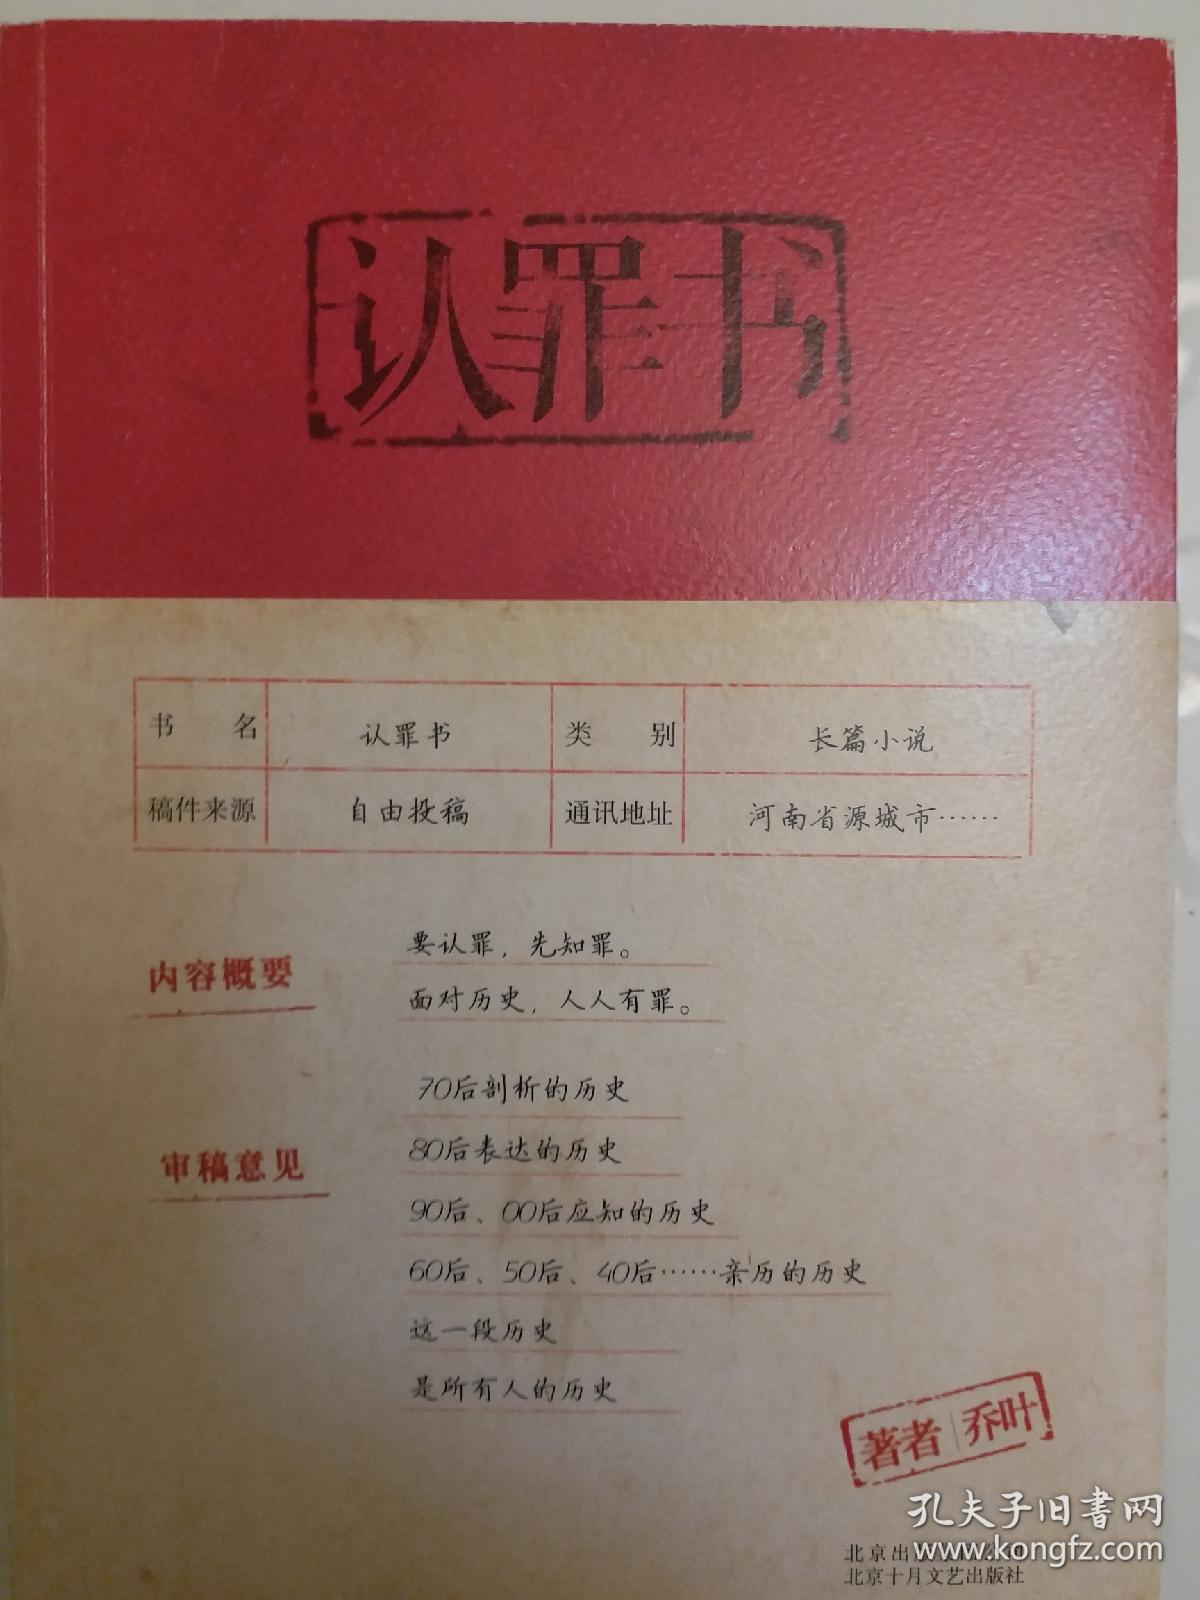 认罪书
书 名 认罪书 类 别 长篇小说
稿件来源 自由投稿 通讯地址 河南省源城市……
内容概要
要认罪，先知罪。
面对历史，人人有罪。
审稿意见
70后剖析的历史
80后表达的历史
90后、00后应知的历史
60后、50后、40后……亲历的历史
这一段历史
是所有人的历史
著者 | 乔叶
孔夫子旧书网
www.kongfz.com
北京出
北京十月文艺出版社